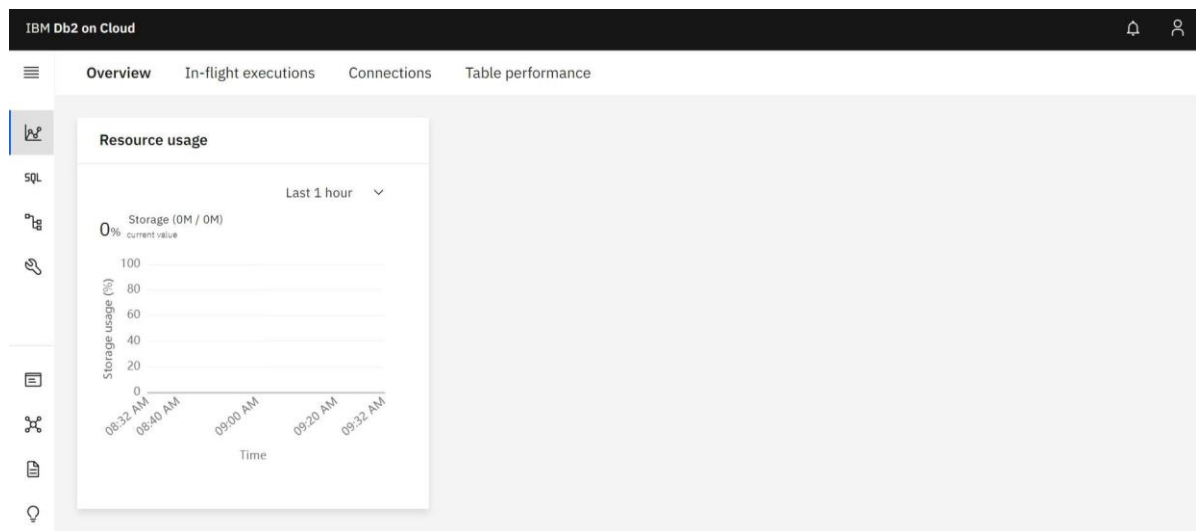 IBM Db2 on Cloud
Overview In-flight executions Connections Table performance
Resource usage
SQL
Last 1 hour
0% Storage (0M / 0M)
current value
100
80
60
40
20
0
Storage usage (%)
08:32 AM 08:40 AM 09:00 AM 09:20 AM 09:32 AM
Time